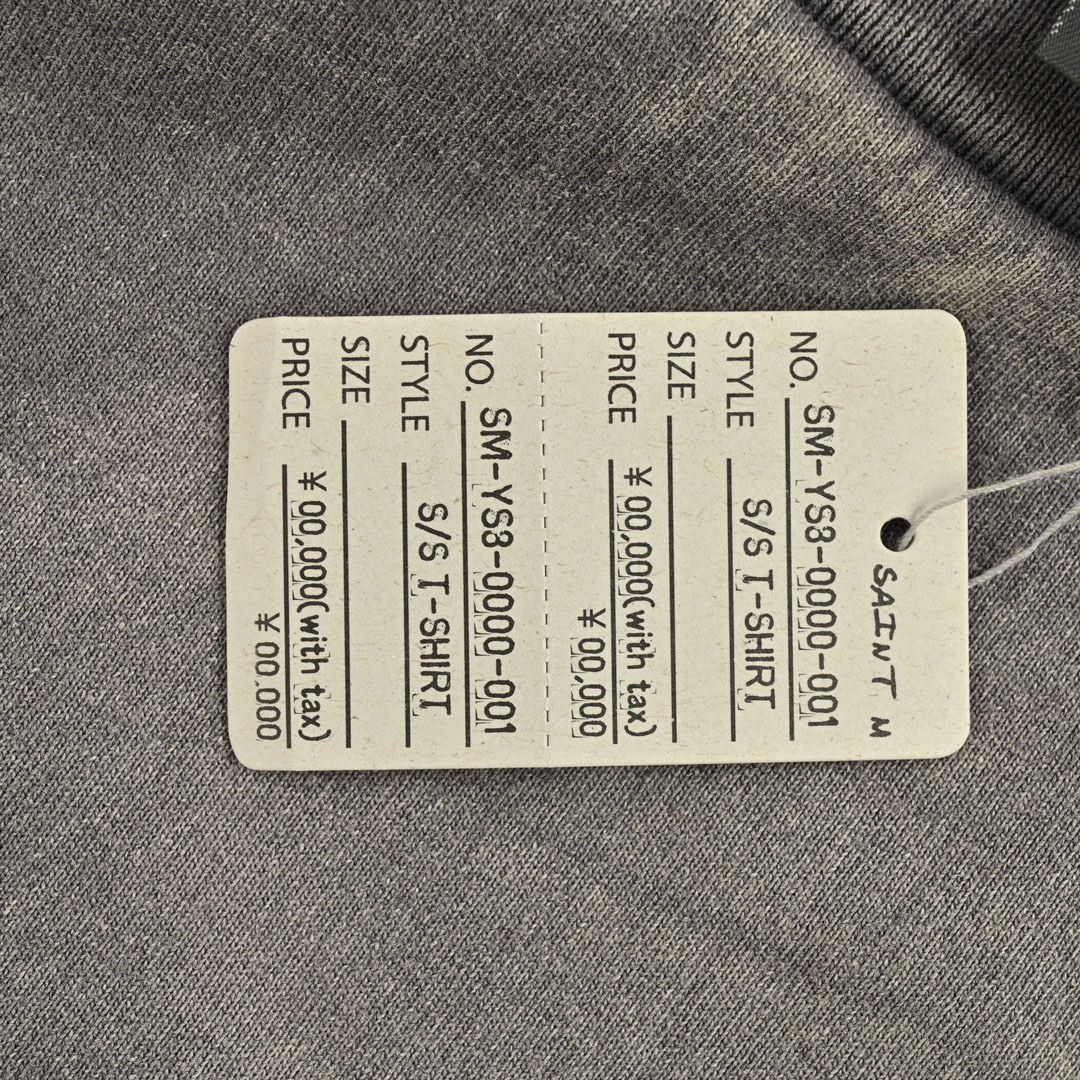 SAINT M
NO. SM-YS8-0000-001
STYLE S/S T-SHIRT
SIZE
PRICE ¥00,000(with tax)
¥00,000
NO. SM-YS8-0000-001
STYLE S/S T-SHIRT
SIZE
PRICE ¥00,000(with tax)
¥00,000